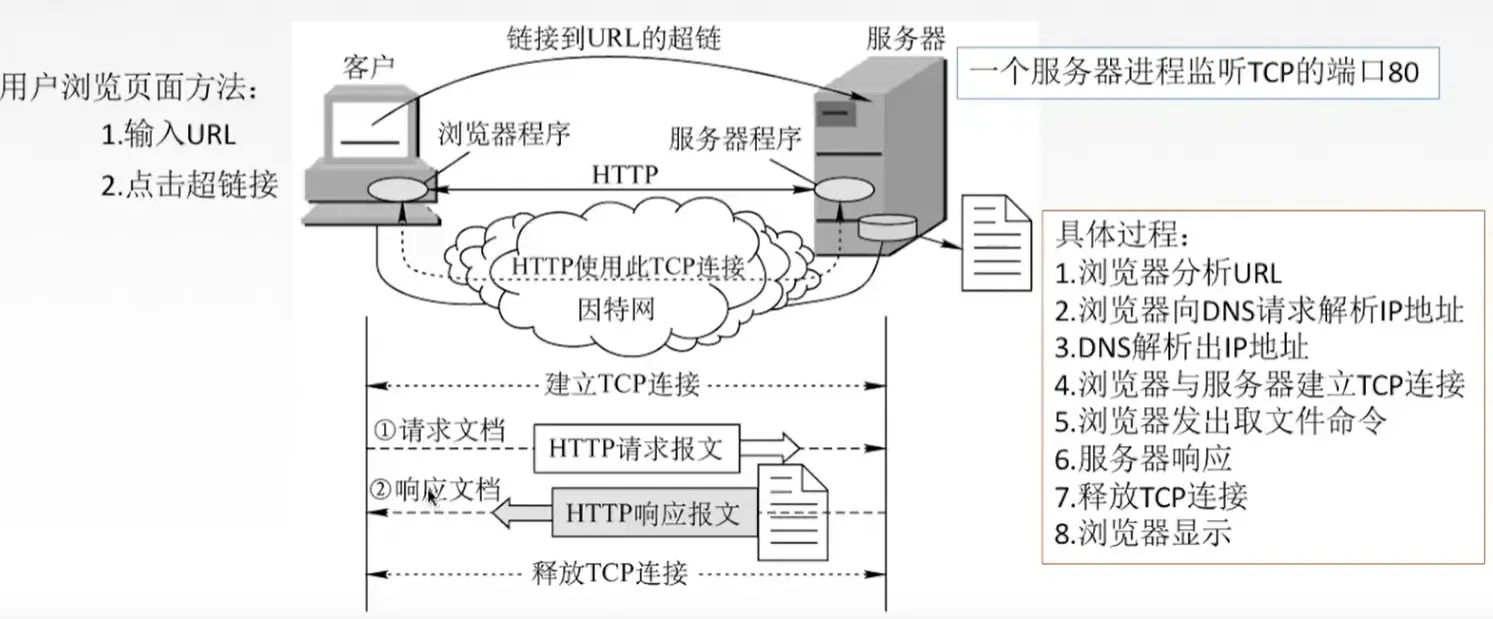 用户浏览页面方法：
1.输入URL
2.点击超链接
链接到URL的超链
客户
服务器
浏览器程序
服务器程序
HTTP
HTTP使用此TCP连接
因特网
建立TCP连接
①请求文档
HTTP请求报文
②响应文档
HTTP响应报文
释放TCP连接
一个服务器进程监听TCP的端口80
具体过程：
1.浏览器分析URL
2.浏览器向DNS请求解析IP地址
3.DNS解析出IP地址
4.浏览器与服务器建立TCP连接
5.浏览器发出取文件命令
6.服务器响应
7.释放TCP连接
8.浏览器显示